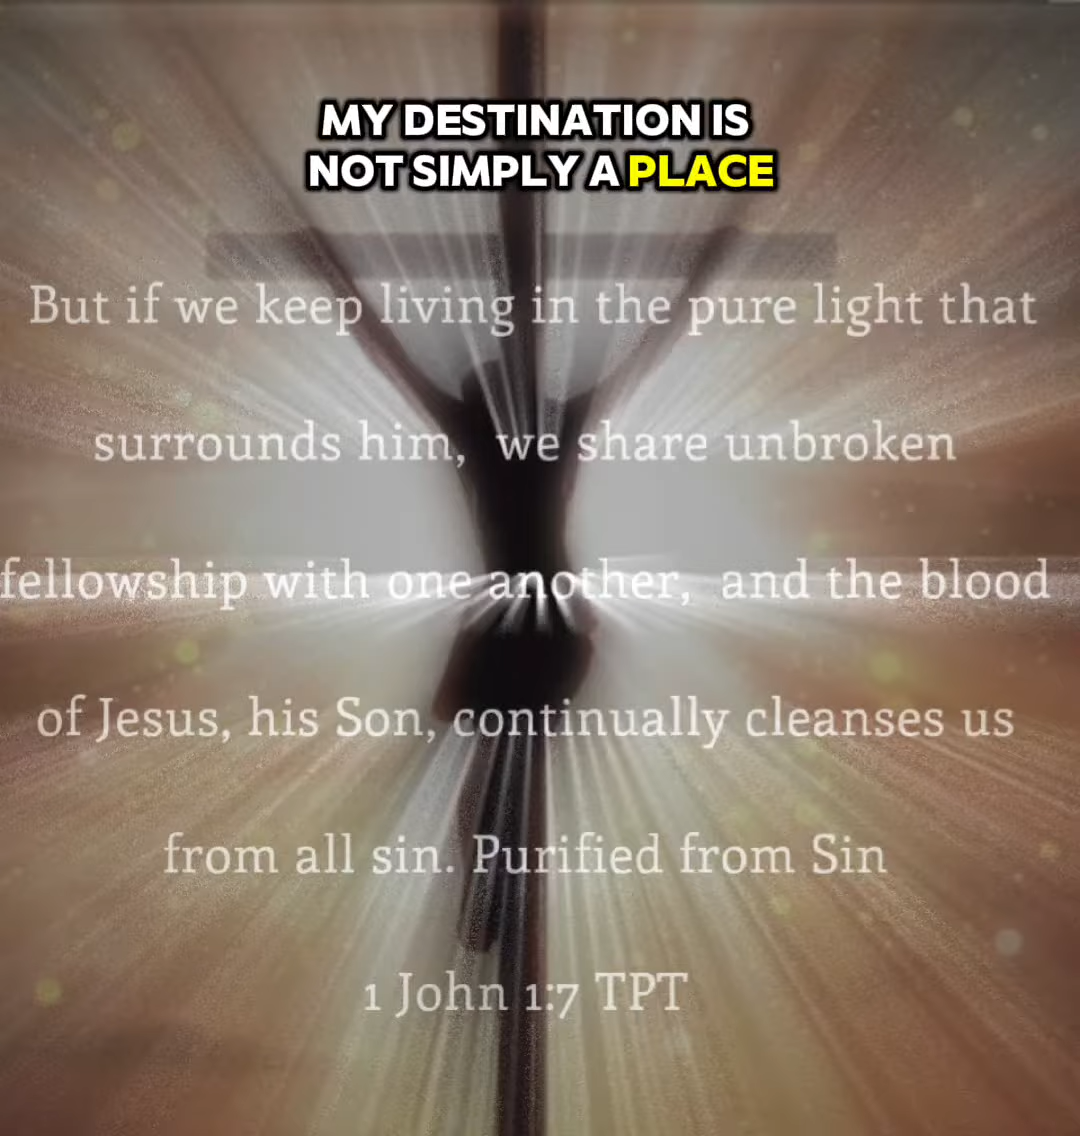 MY DESTINATION IS
NOT SIMPLY A PLACE
But if we keep living in the pure light that
surrounds him, we share unbroken
fellowship with one another, and the blood
of Jesus, his Son, continually cleanses us
from all sin. Purified from Sin
1 John 1:7 TPT